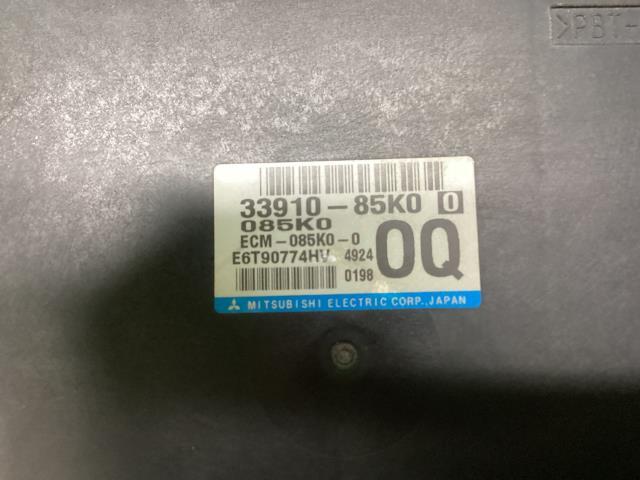 >PBT-
33910-85K0 0
085K0
ECM-085K0-0
E6T90774HV 4924
0Q
0198
MITSUBISHI ELECTRIC CORP., JAPAN